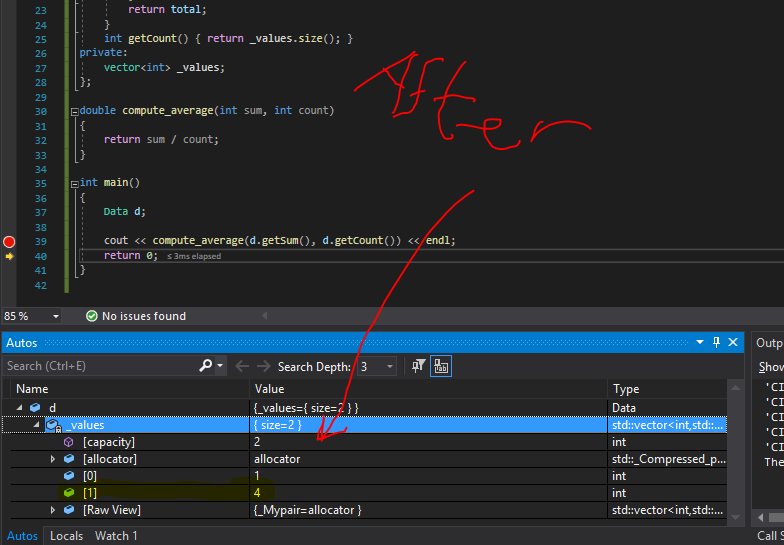 23 return total;
24 }
25 int getCount() { return _values.size(); }
26 private:
27 vector<int> _values;
28 };
29
30 double compute_average(int sum, int count)
31 {
32 return sum / count;
33 }
34
35 int main()
36 {
37 Data d;
38
39 cout << compute_average(d.getSum(), d.getCount()) << endl;
40 return 0; ≤ 3ms elapsed
41 }
42
After
85 % No issues found
Autos
Search (Ctrl+E) Search Depth: 3
Name Value Type
d {_values={ size=2 } } Data
_values { size=2 } std::vector<int,std::...
[capacity] 2 int
[allocator] allocator std::_Compressed_p...
[0] 1 int
[1] 4 int
[Raw View] {_Mypair=allocator } std::vector<int,std::...
Autos Locals Watch 1
Outp
Show
'CI
'CI
'CI
'CI
'CI
The
Call S